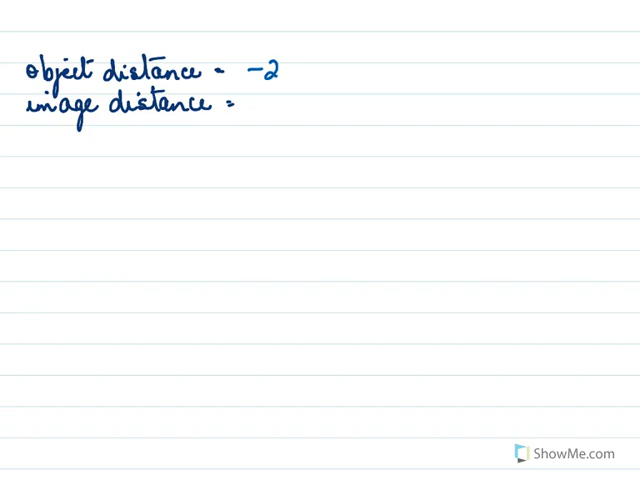 object distance = -2
image distance =
ShowMe.com